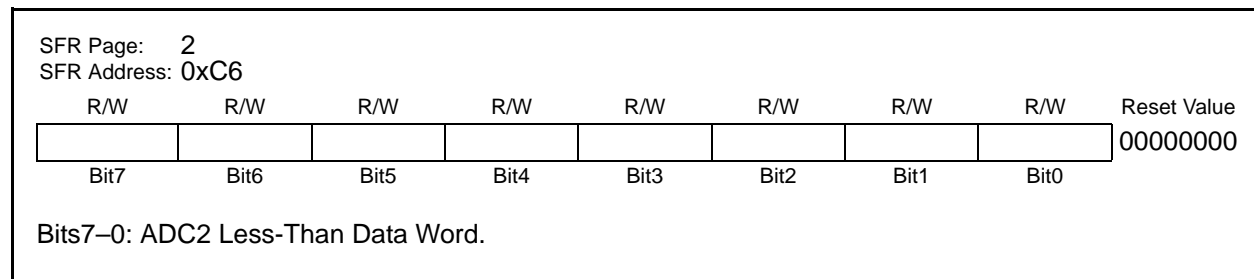 SFR Page: 2
SFR Address: 0xC6
R/W R/W R/W R/W R/W R/W R/W R/W Reset Value
00000000
Bit7 Bit6 Bit5 Bit4 Bit3 Bit2 Bit1 Bit0
Bits7–0: ADC2 Less-Than Data Word.